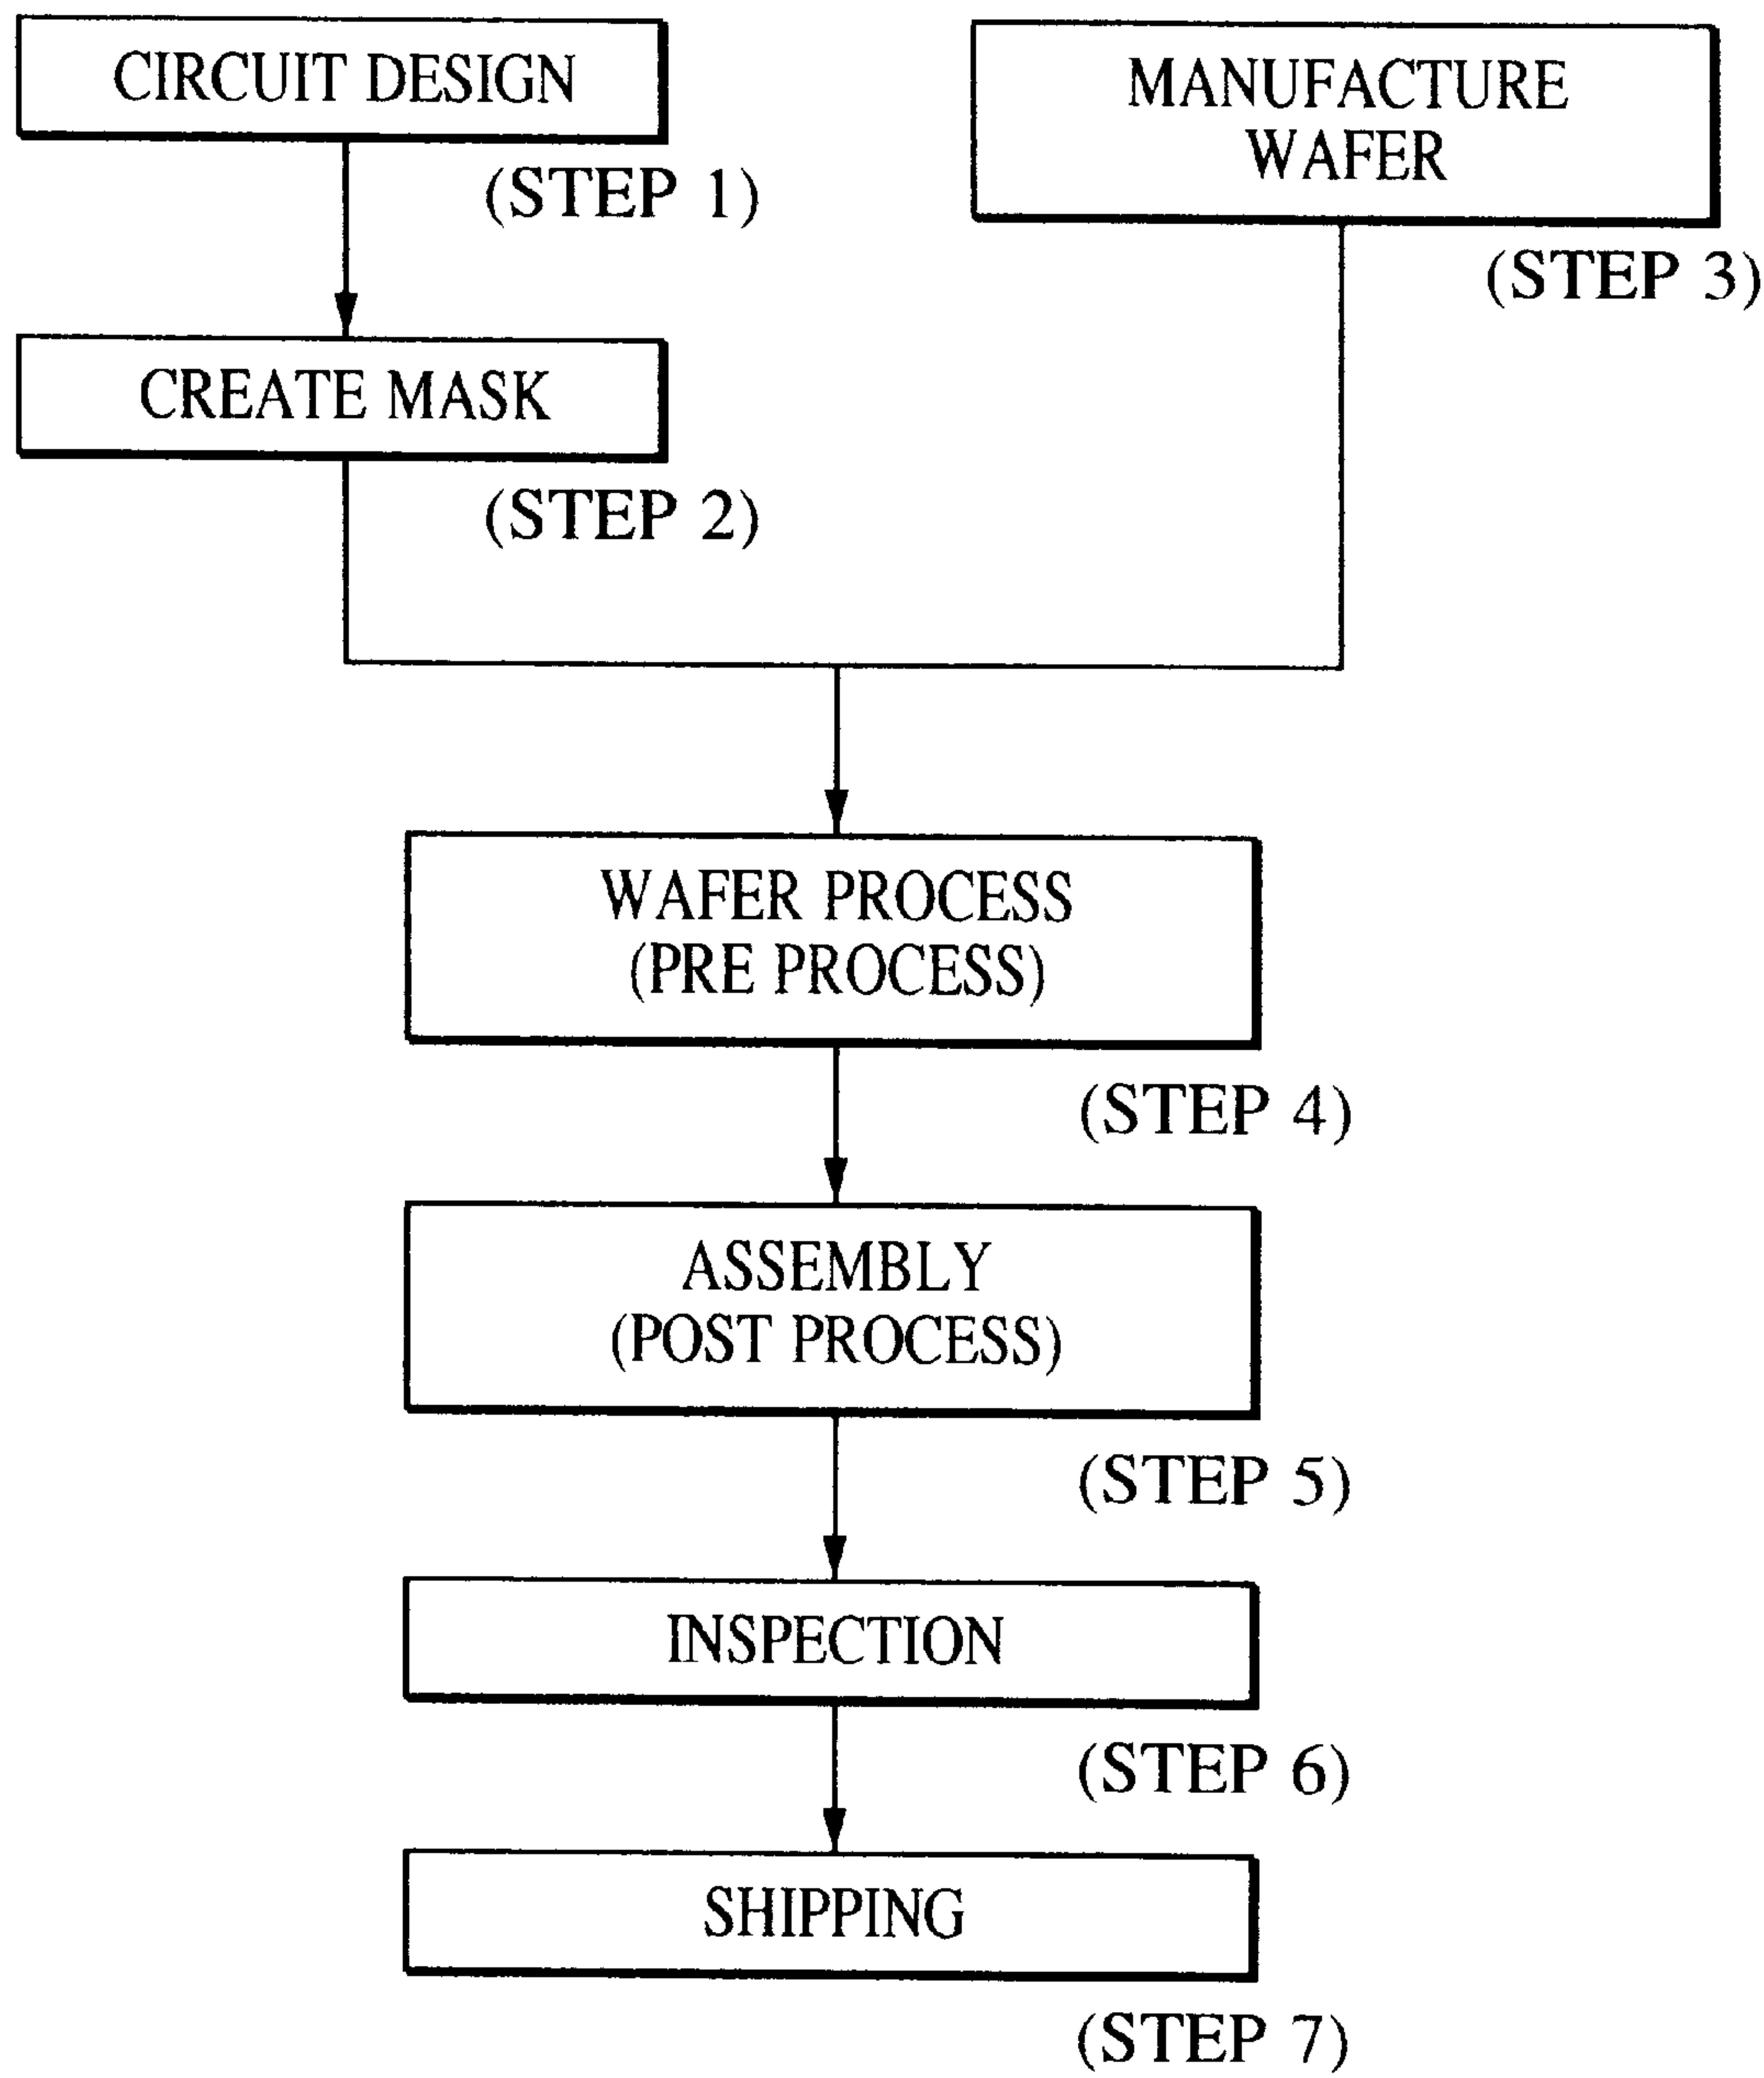 CIRCUIT DESIGN
(STEP 1)
CREATE MASK
(STEP 2)
MANUFACTURE
WAFER
(STEP 3)
WAFER PROCESS
(PRE PROCESS)
(STEP 4)
ASSEMBLY
(POST PROCESS)
(STEP 5)
INSPECTION
(STEP 6)
SHIPPING
(STEP 7)